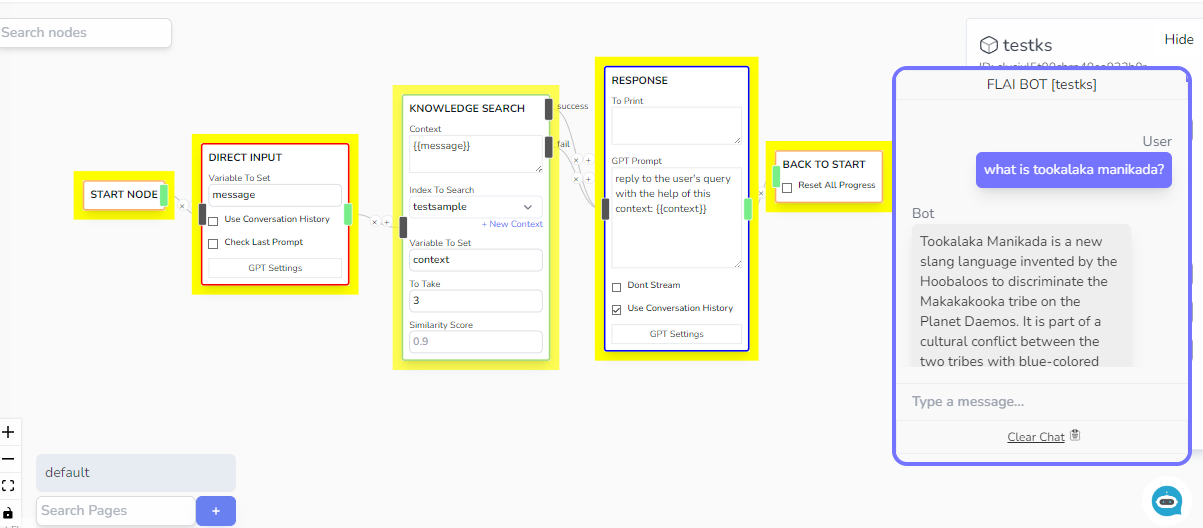 Search nodes
START NODE
DIRECT INPUT
Variable To Set
message
Use Conversation History
Check Last Prompt
GPT Settings
KNOWLEDGE SEARCH
Context
{{message}}
Index To Search
testsample
+ New Context
Variable To Set
context
To Take
3
Similarity Score
0.9
success
fail
RESPONSE
To Print
GPT Prompt
reply to the user's query
with the help of this
context: {{context}}
Dont Stream
Use Conversation History
GPT Settings
BACK TO START
Reset All Progress
testks
Hide
FLAI BOT [testks]
User
what is tookalaka manikada?
Bot
Tookalaka Manikada is a new
slang language invented by the
Hoobaloos to discriminate the
Makakakooka tribe on the
Planet Daemos. It is part of a
cultural conflict between the
two tribes with blue-colored
Type a message...
Clear Chat
default
Search Pages
+